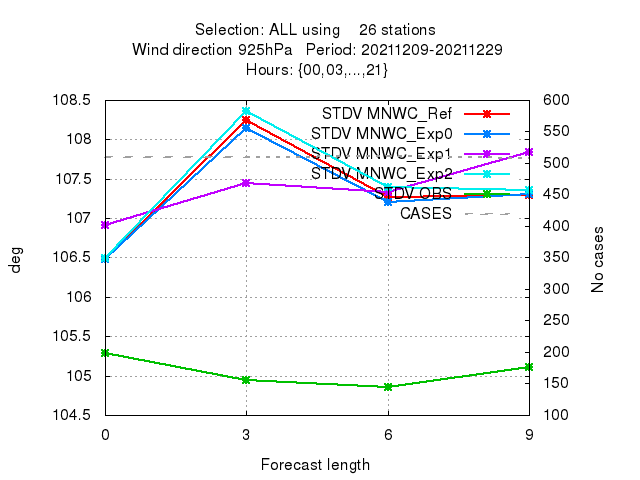 Selection: ALL using 26 stations
Wind direction 925hPa Period: 20211209-20211229
Hours: {00,03,...,21}
108.5
108
107.5
107
106.5
106
105.5
105
104.5
600
550
500
450
400
350
300
250
200
150
100
STDV MNWC_Ref
STDV MNWC_Exp0
STDV MNWC_Exp1
STDV MNWC_Exp2
STDV OBS
CASES
deg
No cases
0 3 6 9
Forecast length